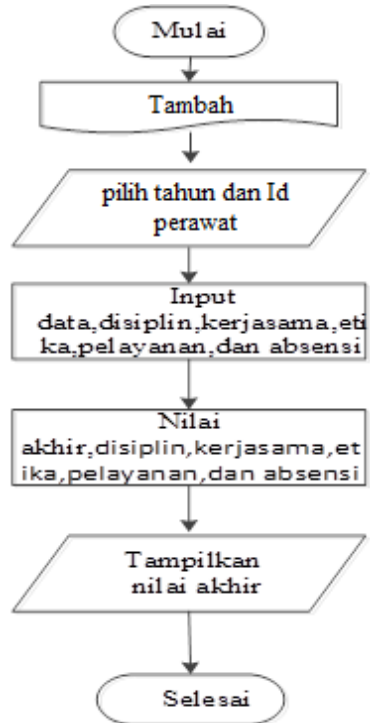 Mulai
Tambah
pilih tahun dan Id
perawat
Input
data,disiplin,kerjasama,eti
ka,pelayanan,dan absensi
Nilai
akhir,disiplin,kerjasama,et
ika,pelayanan,dan absensi
Tampilkan
nilai akhir
Selesai